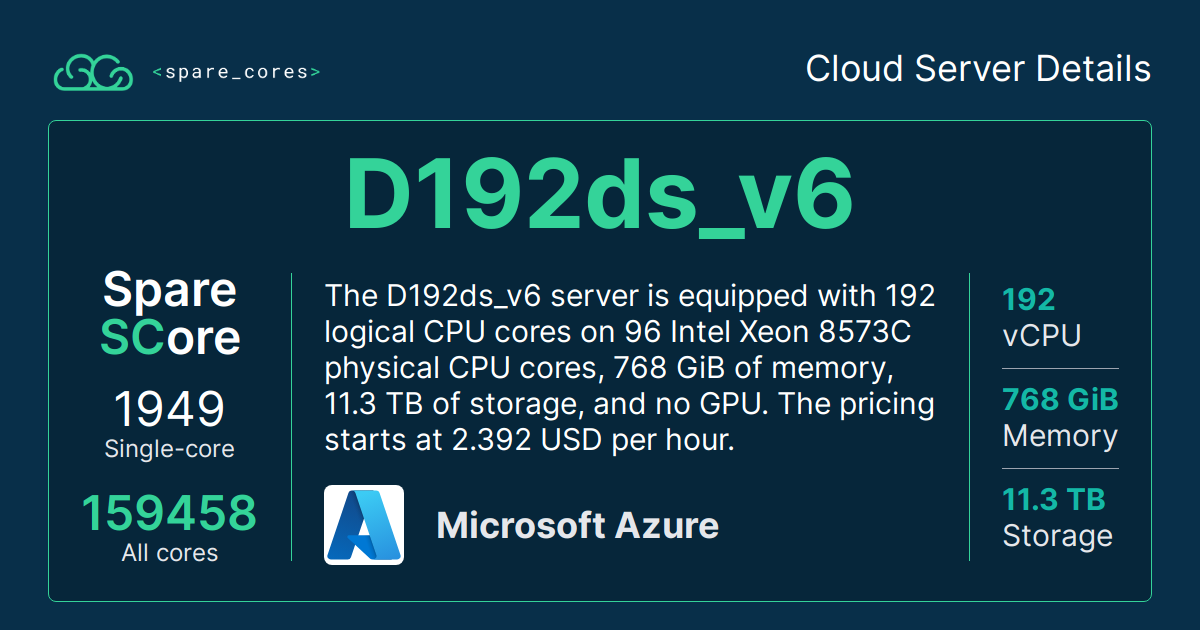 <spare_cores>
Cloud Server Details
D192ds_v6
Spare
SCore
1949
Single-core
159458
All cores
The D192ds_v6 server is equipped with 192
logical CPU cores on 96 Intel Xeon 8573C
physical CPU cores, 768 GiB of memory,
11.3 TB of storage, and no GPU. The pricing
starts at 2.392 USD per hour.
Microsoft Azure
192
vCPU
768 GiB
Memory
11.3 TB
Storage